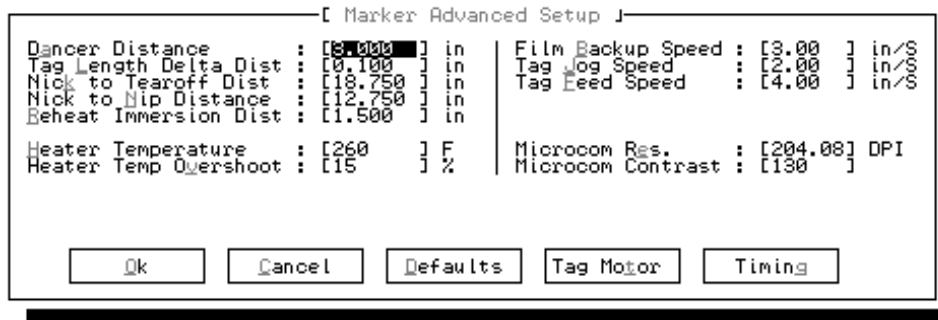 [ Marker Advanced Setup ]
Dancer Distance : [8.000 ] in | Film Backup Speed : [3.00 ] in/S
Tag Length Delta Dist : [0.100 ] in | Tag Jog Speed : [2.00 ] in/S
Nick to Tearoff Dist : [18.750 ] in | Tag Feed Speed : [4.00 ] in/S
Nick to Nip Distance : [12.750 ] in
Reheat Immersion Dist : [1.500 ] in
Heater Temperature : [260 ] F | Microcom Res. : [204.08] DPI
Heater Temp Overshoot : [15 ] % | Microcom Contrast : [130 ]
Ok Cancel Defaults Tag Motor Timing